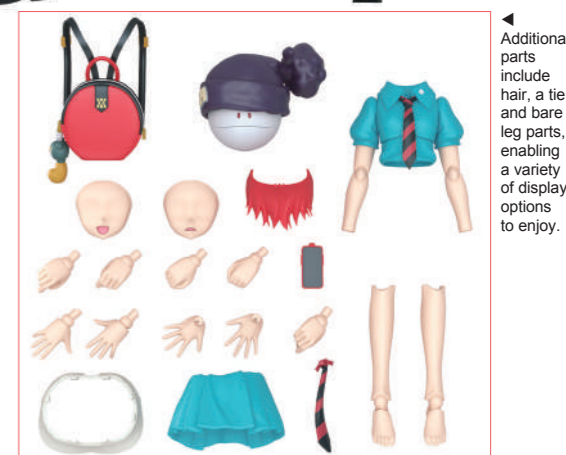 ◀
Additiona
parts
include
hair, a tie
and bare
leg parts,
enabling
a variety
of display
options
to enjoy.